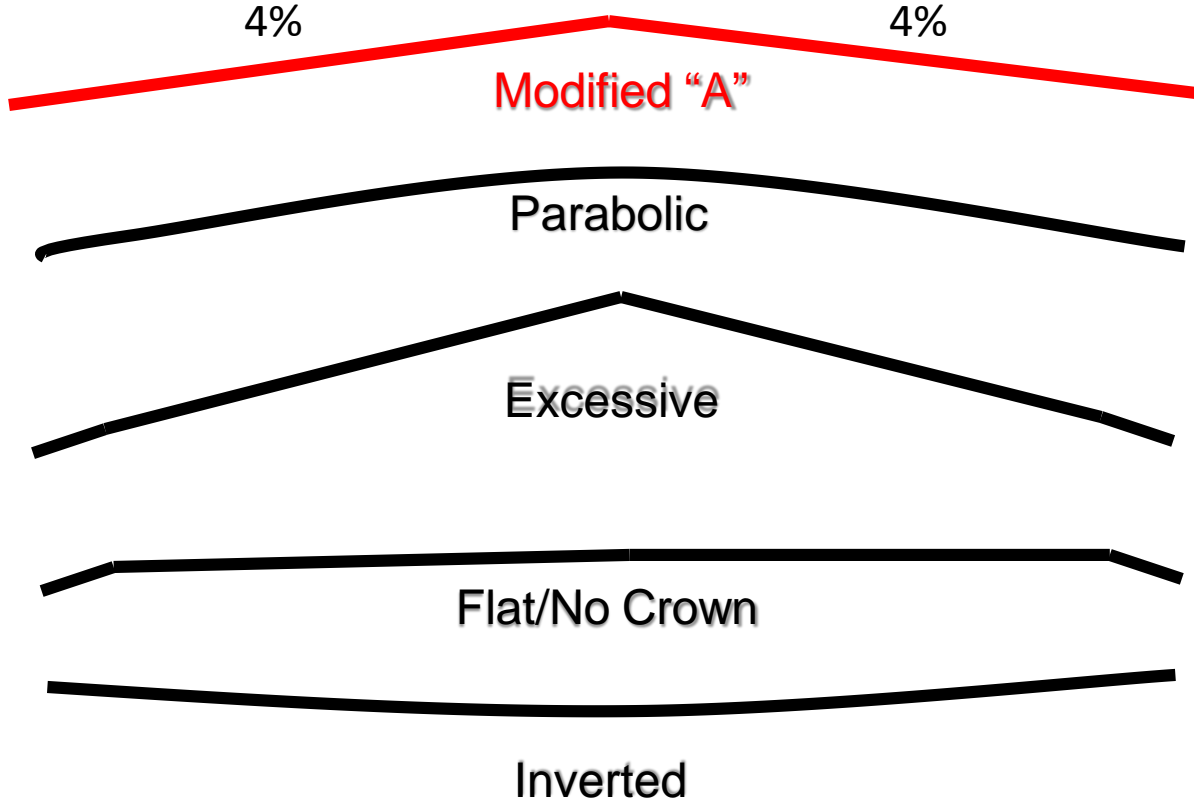 4% 4%
Modified “A”
Parabolic
Excessive
Flat/No Crown
Inverted